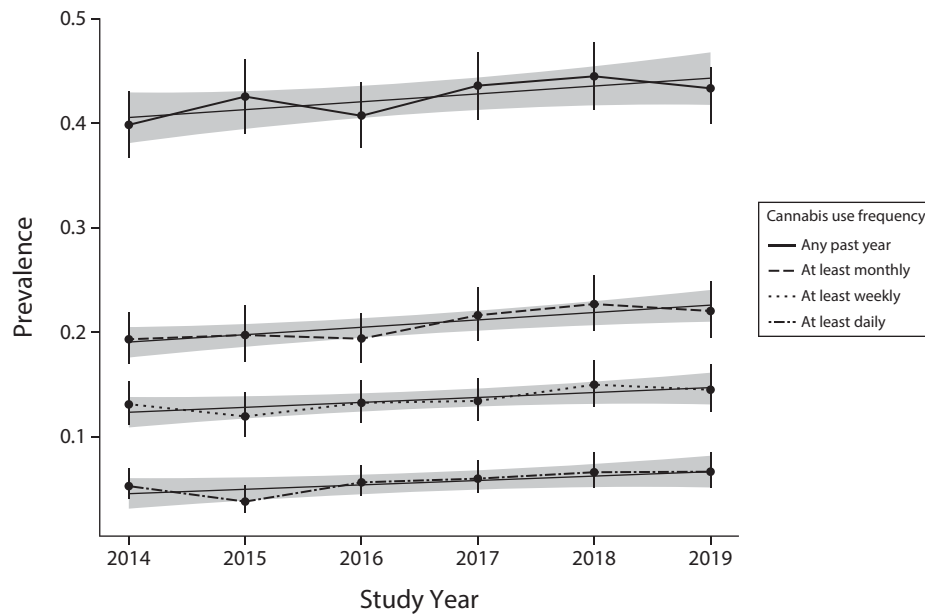 0.5
0.4
0.3
0.2
0.1
Prevalence
2014 2015 2016 2017 2018 2019
Study Year
Cannabis use frequency
Any past year
At least monthly
At least weekly
At least daily